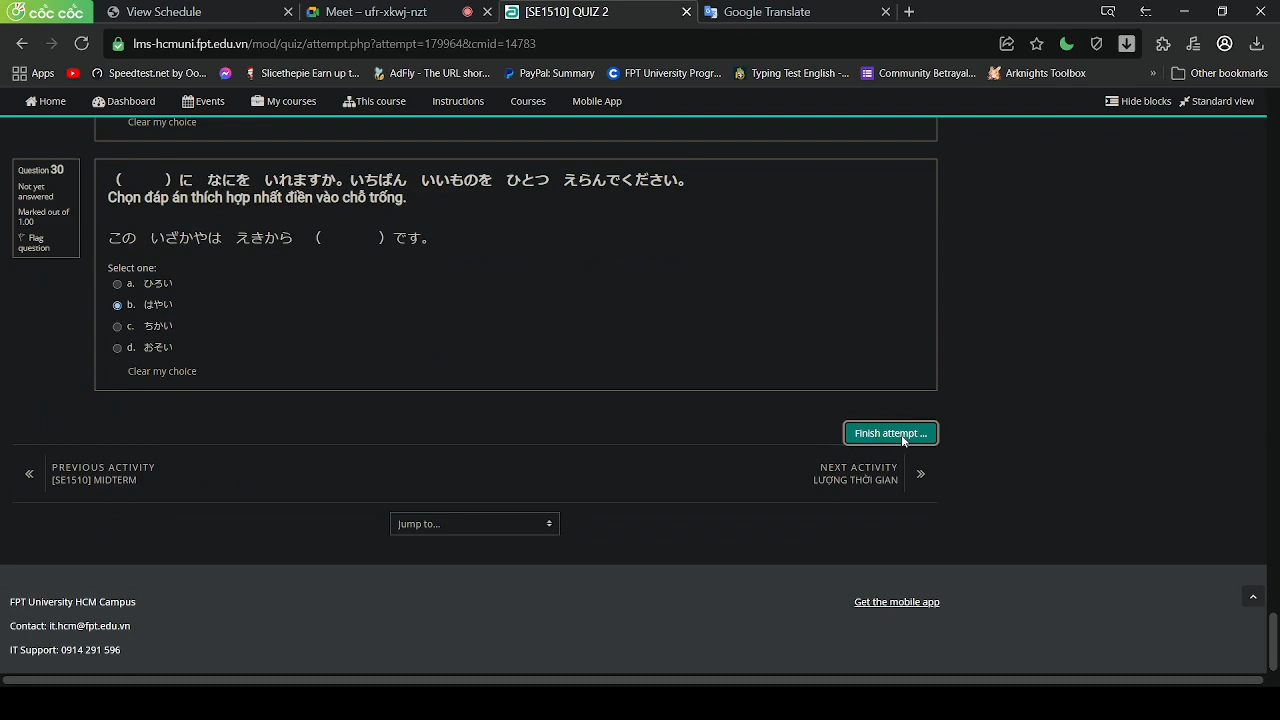 cốc cốc
View Schedule
Meet – ufr-xkwj-nzt
[SE1510] QUIZ 2
Google Translate
lms-hcmuni.fpt.edu.vn/mod/quiz/attempt.php?attempt=179964&cmid=14783
Apps
Speedtest.net by Oo...
Slicethepie Earn up t...
AdFly - The URL shor...
PayPal: Summary
FPT University Progr...
Typing Test English -...
Community Betrayal...
Arknights Toolbox
»
Other bookmarks
Home
Dashboard
Events
My courses
This course
Instructions
Courses
Mobile App
Hide blocks
Standard view
Clear my choice
Question 30
Not yet
answered
Marked out of
1.00
Flag
question
（　　）に なにを いれますか。いちばん いいものを ひとつ えらんでください。
Chọn đáp án thích hợp nhất điền vào chỗ trống.
この いざかやは えきから （　　　）です。
Select one:
a. ひろい
b. はやい
c. ちかい
d. おそい
Clear my choice
Finish attempt ...
PREVIOUS ACTIVITY
[SE1510] MIDTERM
NEXT ACTIVITY
LƯỢNG THỜI GIAN
Jump to...
FPT University HCM Campus
Get the mobile app
Contact: it.hcm@fpt.edu.vn
IT Support: 0914 291 596